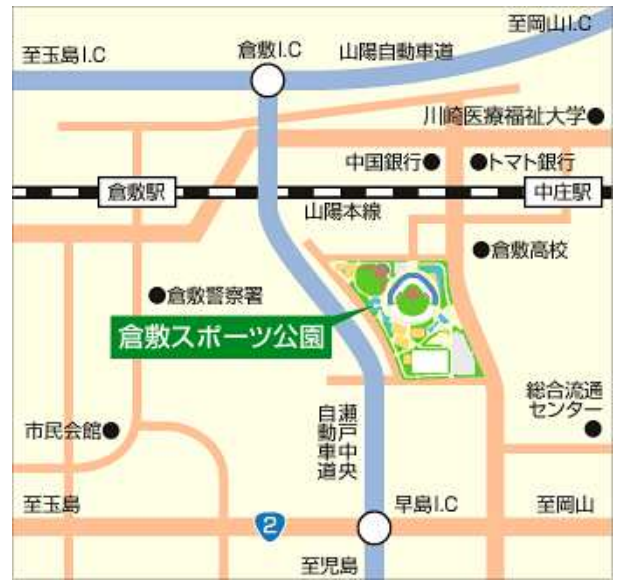 至岡山I.C
至玉島I.C
倉敷I.C
山陽自動車道
川崎医療福祉大学●
中国銀行●
●トマト銀行
倉敷駅
中庄駅
山陽本線
●倉敷高校
●倉敷警察署
倉敷スポーツ公園
総合流通
センター
●
市民会館●
瀬戸中央
自動車道
至玉島
早島I.C
至岡山
2
至児島